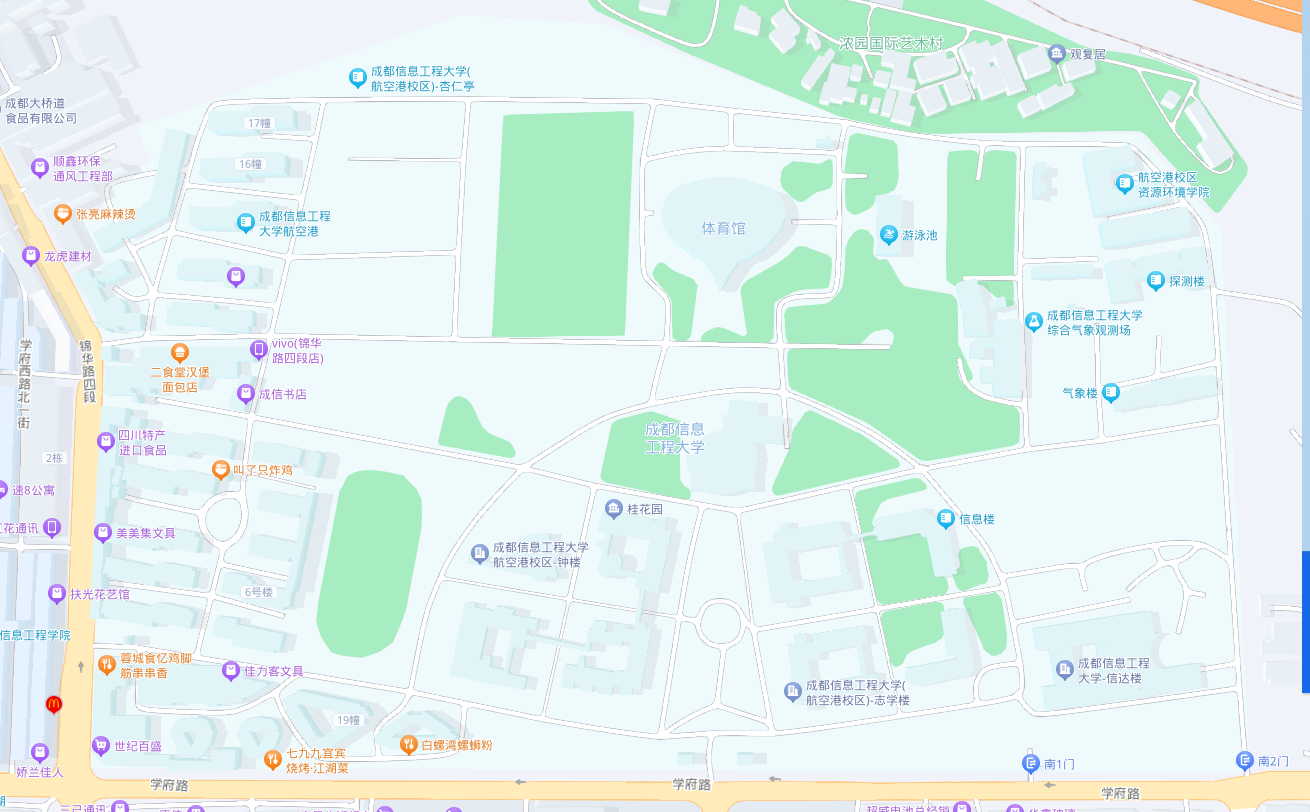 浓园国际艺术村
观复居
成都信息工程大学(
航空港校区)-杏仁亭
成都大桥道
食品有限公司
17幢
顺鑫环保
通风工程部
16幢
航空港校区
资源环境学院
张亮麻辣烫
成都信息工程
大学航空港
体育馆
游泳池
龙虎建材
探测楼
成都信息工程大学
综合气象观测场
学府西路北一街
锦华路四段
vivo(锦华
路四段店)
二食堂汉堡
面包店
成信书店
气象楼
四川特产
进口食品
成都信息
工程大学
2栋
叫了只炸鸡
速8公寓
桂花园
信息楼
花通讯
美美集文具
成都信息工程大学
航空港校区-钟楼
扶光花艺馆
6号楼
信息工程学院
蓉城食忆鸡脚
筋串串香
佳力客文具
成都信息工程
大学-信达楼
成都信息工程大学(
航空港校区)-志学楼
19幢
世纪百盛
白螺湾螺蛳粉
七九九宜宾
烧烤·江湖菜
娇兰佳人
南1门
南2门
学府路
学府路
学府路